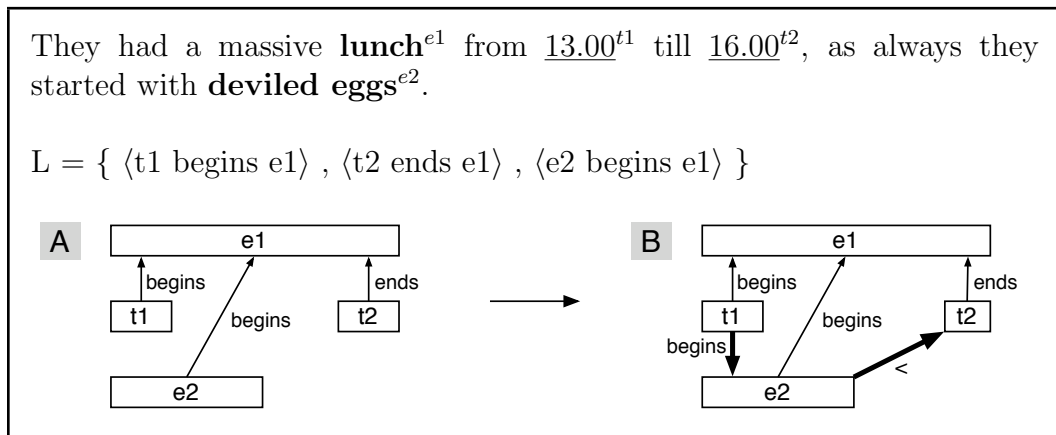 They had a massive lunch^e1 from 13.00^t1 till 16.00^t2, as always they
started with deviled eggs^e2.
L = { ⟨t1 begins e1⟩ , ⟨t2 ends e1⟩ , ⟨e2 begins e1⟩ }
A
e1
begins
ends
t1
begins
t2
e2
B
e1
begins
ends
t1
begins
t2
begins
<
e2